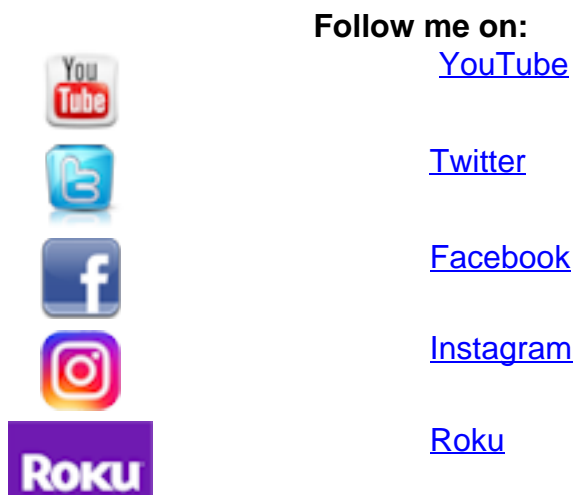 Follow me on:
You
Tube
YouTube
t
Twitter
f
Facebook
Instagram
ROKU
Roku